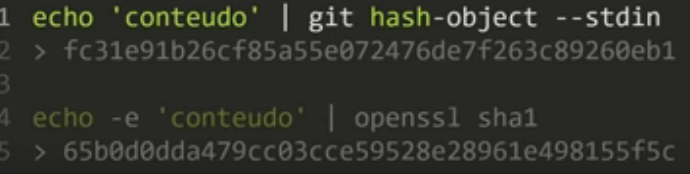 1 echo 'conteudo' | git hash-object --stdin
2 > fc31e91b26cf85a55e072476de7f263c89260eb1
3
4 echo -e 'conteudo' | openssl sha1
5 > 65b0d0dda479cc03cce59528e28961e498155f5c